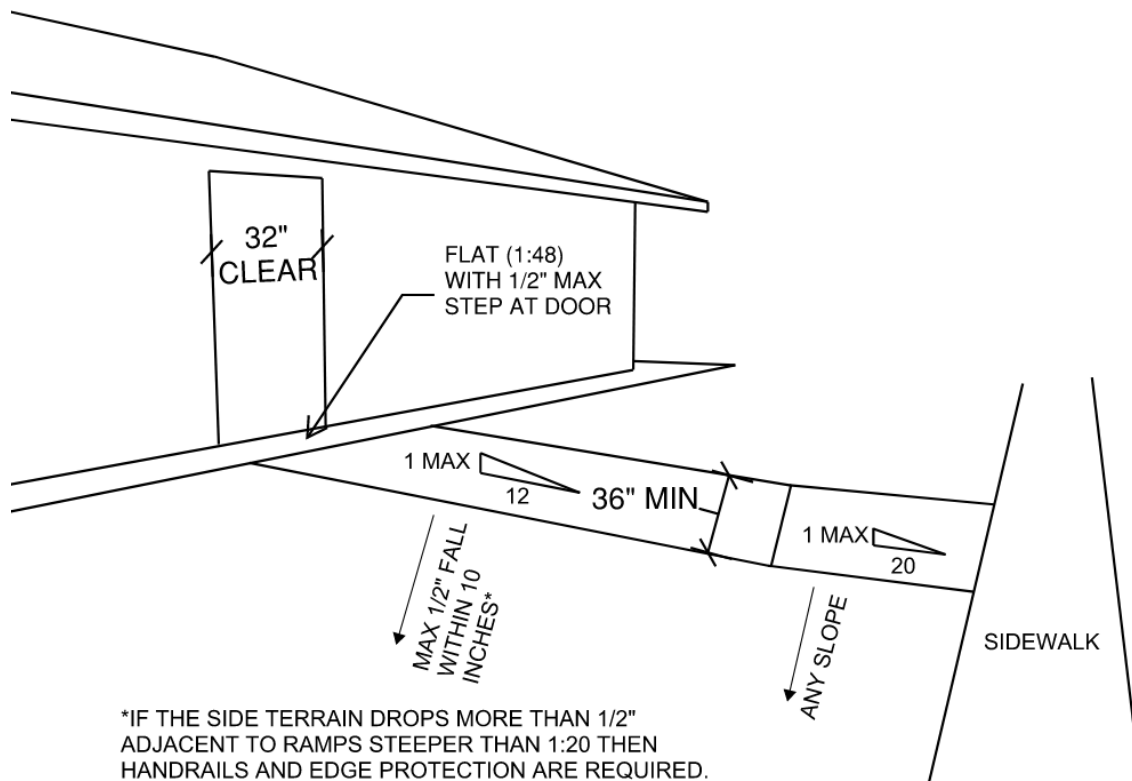 32"
CLEAR
FLAT (1:48)
WITH 1/2" MAX
STEP AT DOOR
1 MAX
12
36" MIN
1 MAX
20
MAX 1/2" FALL
WITHIN 10
INCHES*
ANY SLOPE
SIDEWALK
*IF THE SIDE TERRAIN DROPS MORE THAN 1/2"
ADJACENT TO RAMPS STEEPER THAN 1:20 THEN
HANDRAILS AND EDGE PROTECTION ARE REQUIRED.